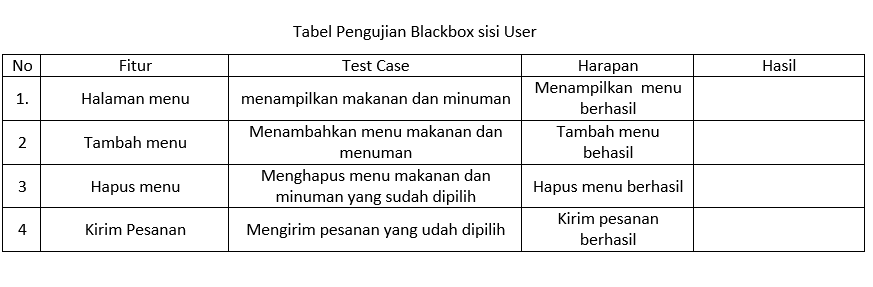 Tabel Pengujian Blackbox sisi User
No Fitur Test Case Harapan Hasil
1. Halaman menu menampilkan makanan dan minuman Menampilkan menu
berhasil
2 Tambah menu Menambahkan menu makanan dan
menuman Tambah menu
behasil
3 Hapus menu Menghapus menu makanan dan
minuman yang sudah dipilih Hapus menu berhasil
4 Kirim Pesanan Mengirim pesanan yang udah dipilih Kirim pesanan
berhasil